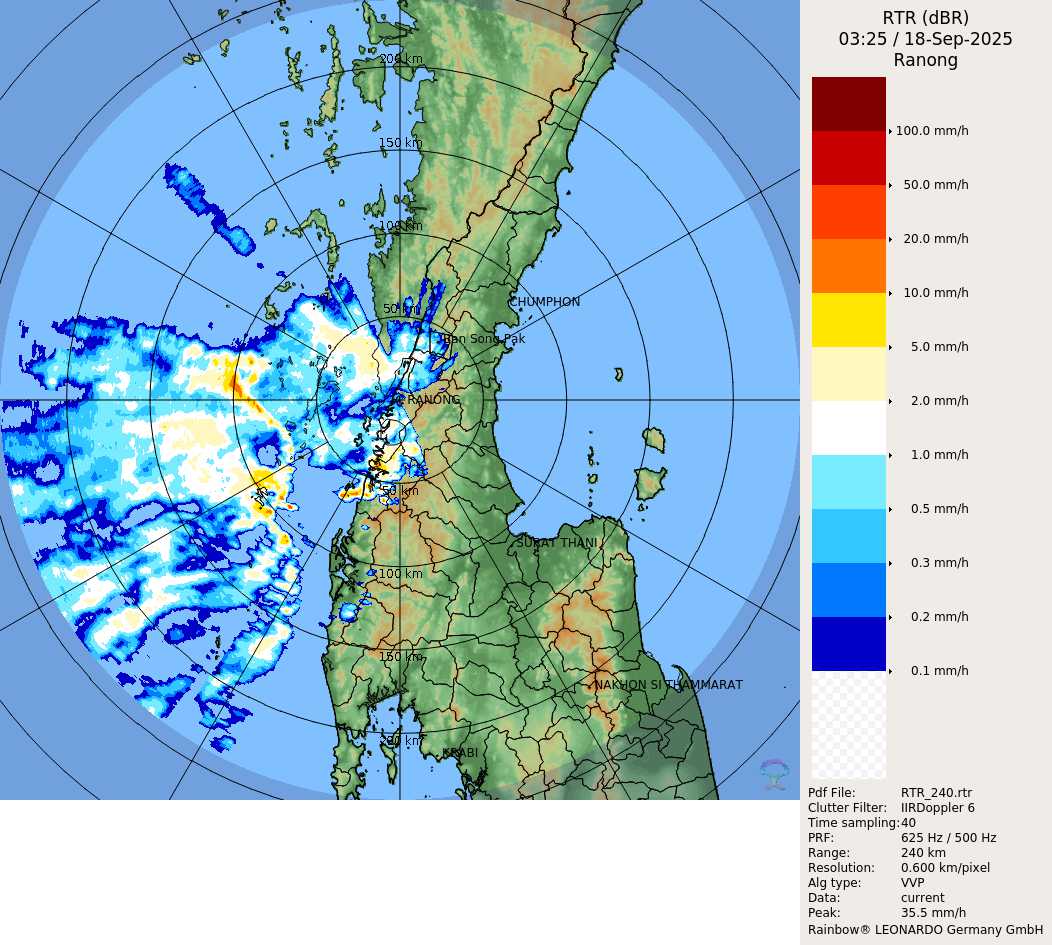 RTR (dBR)
03:25 / 18-Sep-2025
Ranong
200 km
150 km
100 km
50 km
CHUMPHON
Ban Song Pak
RANONG
50 km
SURAT THANI
100 km
150 km
NAKHON SI THAMMARAT
200 km
KRABI
100.0 mm/h
50.0 mm/h
20.0 mm/h
10.0 mm/h
5.0 mm/h
2.0 mm/h
1.0 mm/h
0.5 mm/h
0.3 mm/h
0.2 mm/h
0.1 mm/h
Pdf File: RTR_240.rtr
Clutter Filter: IIRDoppler 6
Time sampling: 40
PRF: 625 Hz / 500 Hz
Range: 240 km
Resolution: 0.600 km/pixel
Alg type: VVP
Data: current
Peak: 35.5 mm/h
Rainbow® LEONARDO Germany GmbH